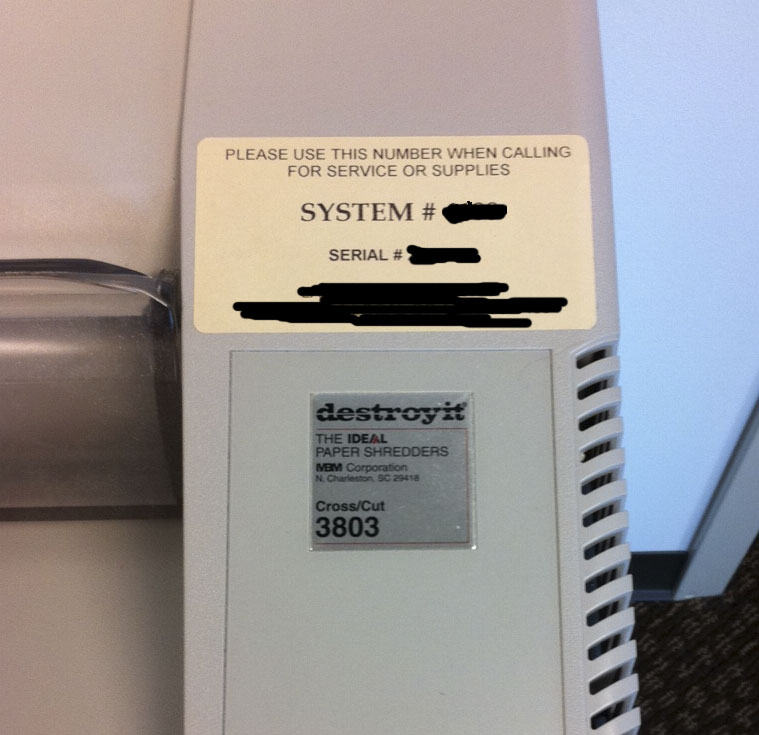 PLEASE USE THIS NUMBER WHEN CALLING
FOR SERVICE OR SUPPLIES
SYSTEM #
SERIAL #
destroyit®
THE IDEAL
PAPER SHREDDERS
MBM Corporation
N. Charleston, SC 29418
Cross/Cut
3803